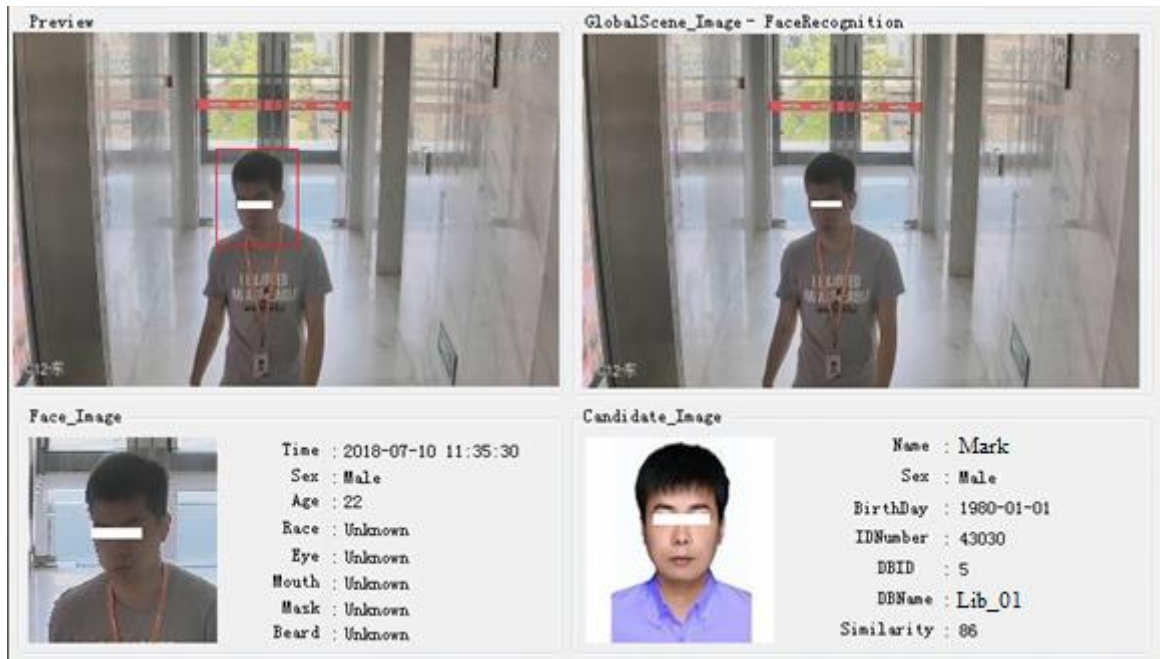 Preview
GlobalScene_Image - FaceRecognition
Face_Image
Time : 2018-07-10 11:35:30
Sex : Male
Age : 22
Race : Unknown
Eye : Unknown
Mouth : Unknown
Mask : Unknown
Beard : Unknown
Candidate_Image
Name : Mark
Sex : Male
BirthDay : 1980-01-01
IDNumber : 43030
DBID : 5
DBName : Lib_01
Similarity : 86